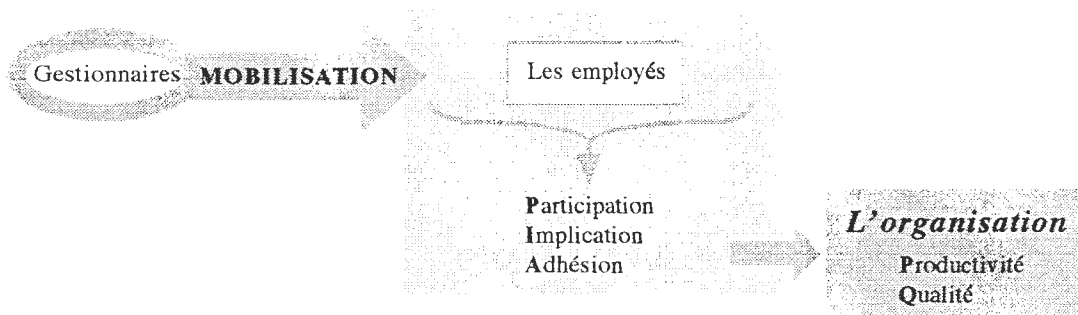 Gestionnaires MOBILISATION
Les employés
Participation
Implication
Adhésion
L'organisation
Productivité
Qualité